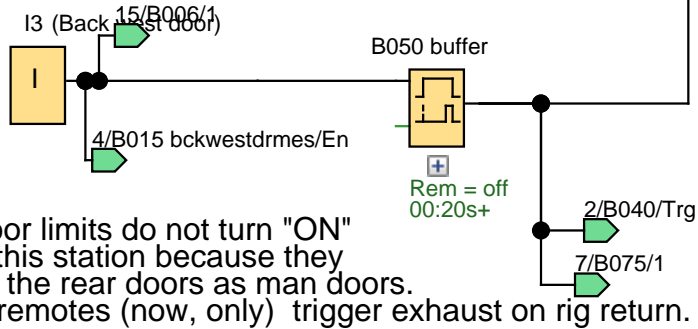 15/B006/1
I3 (Back west door)
B050 buffer
I
4/B015 bckwestdrmes/En
Rem = off
00:20s+
2/B040/Trg
7/B075/1
oor limits do not turn "ON"
this station because they
the rear doors as man doors.
remotes (now, only)  trigger exhaust on rig return.